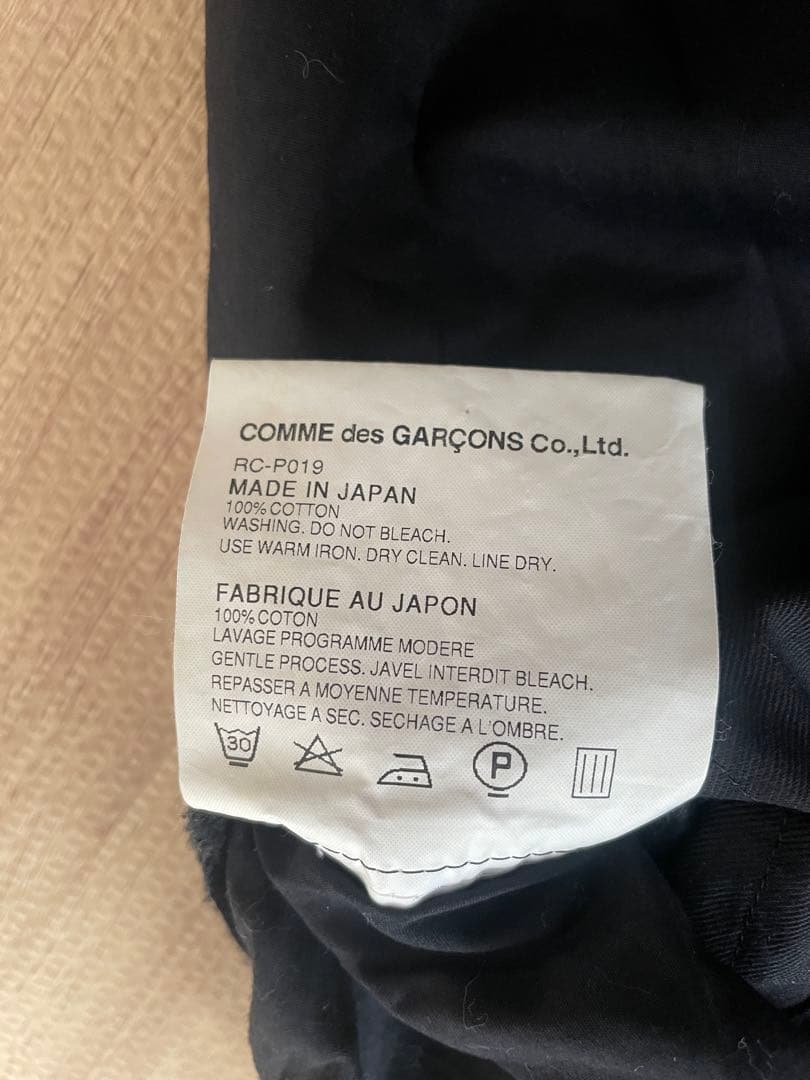 COMME des GARÇONS Co.,Ltd.
RC-P019
MADE IN JAPAN
100% COTTON
WASHING. DO NOT BLEACH.
USE WARM IRON. DRY CLEAN. LINE DRY.
FABRIQUE AU JAPON
100% COTON
LAVAGE PROGRAMME MODERE
GENTLE PROCESS. JAVEL INTERDIT BLEACH.
REPASSER A MOYENNE TEMPERATURE.
NETTOYAGE A SEC. SECHAGE A L'OMBRE.
30 P